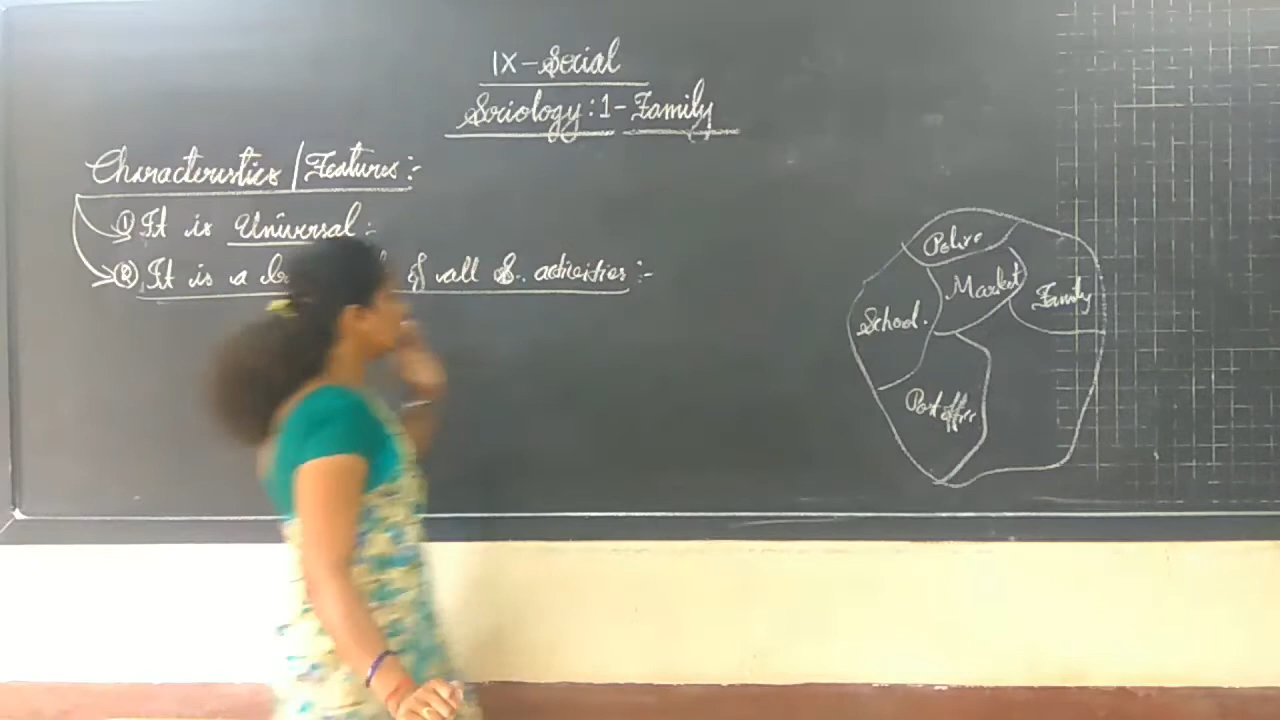 IX - Social
Sociology : 1 - Family
Characteristics / Features :-
① It is Universal :-
② It is a of all S. activities :-
Police
Market
Family
School.
Post office